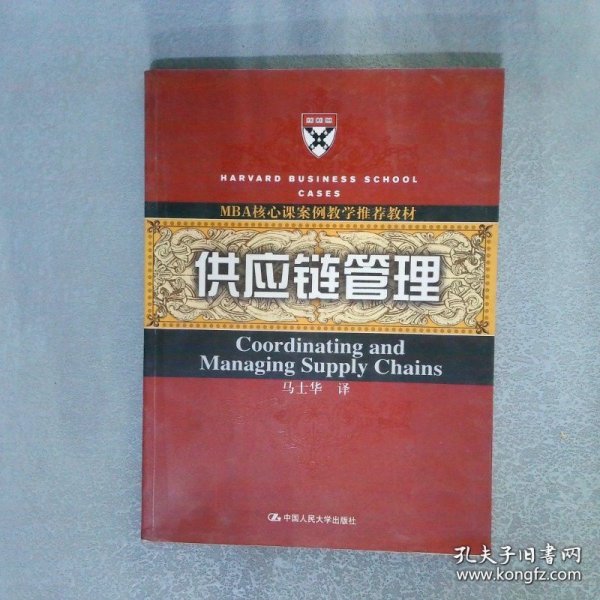 HARVARD BUSINESS SCHOOL
CASES
MBA核心课案例教学推荐教材
供应链管理
Coordinating and
Managing Supply Chains
马士华 译
中国人民大学出版社
孔夫子旧书网
www.kongfz.com